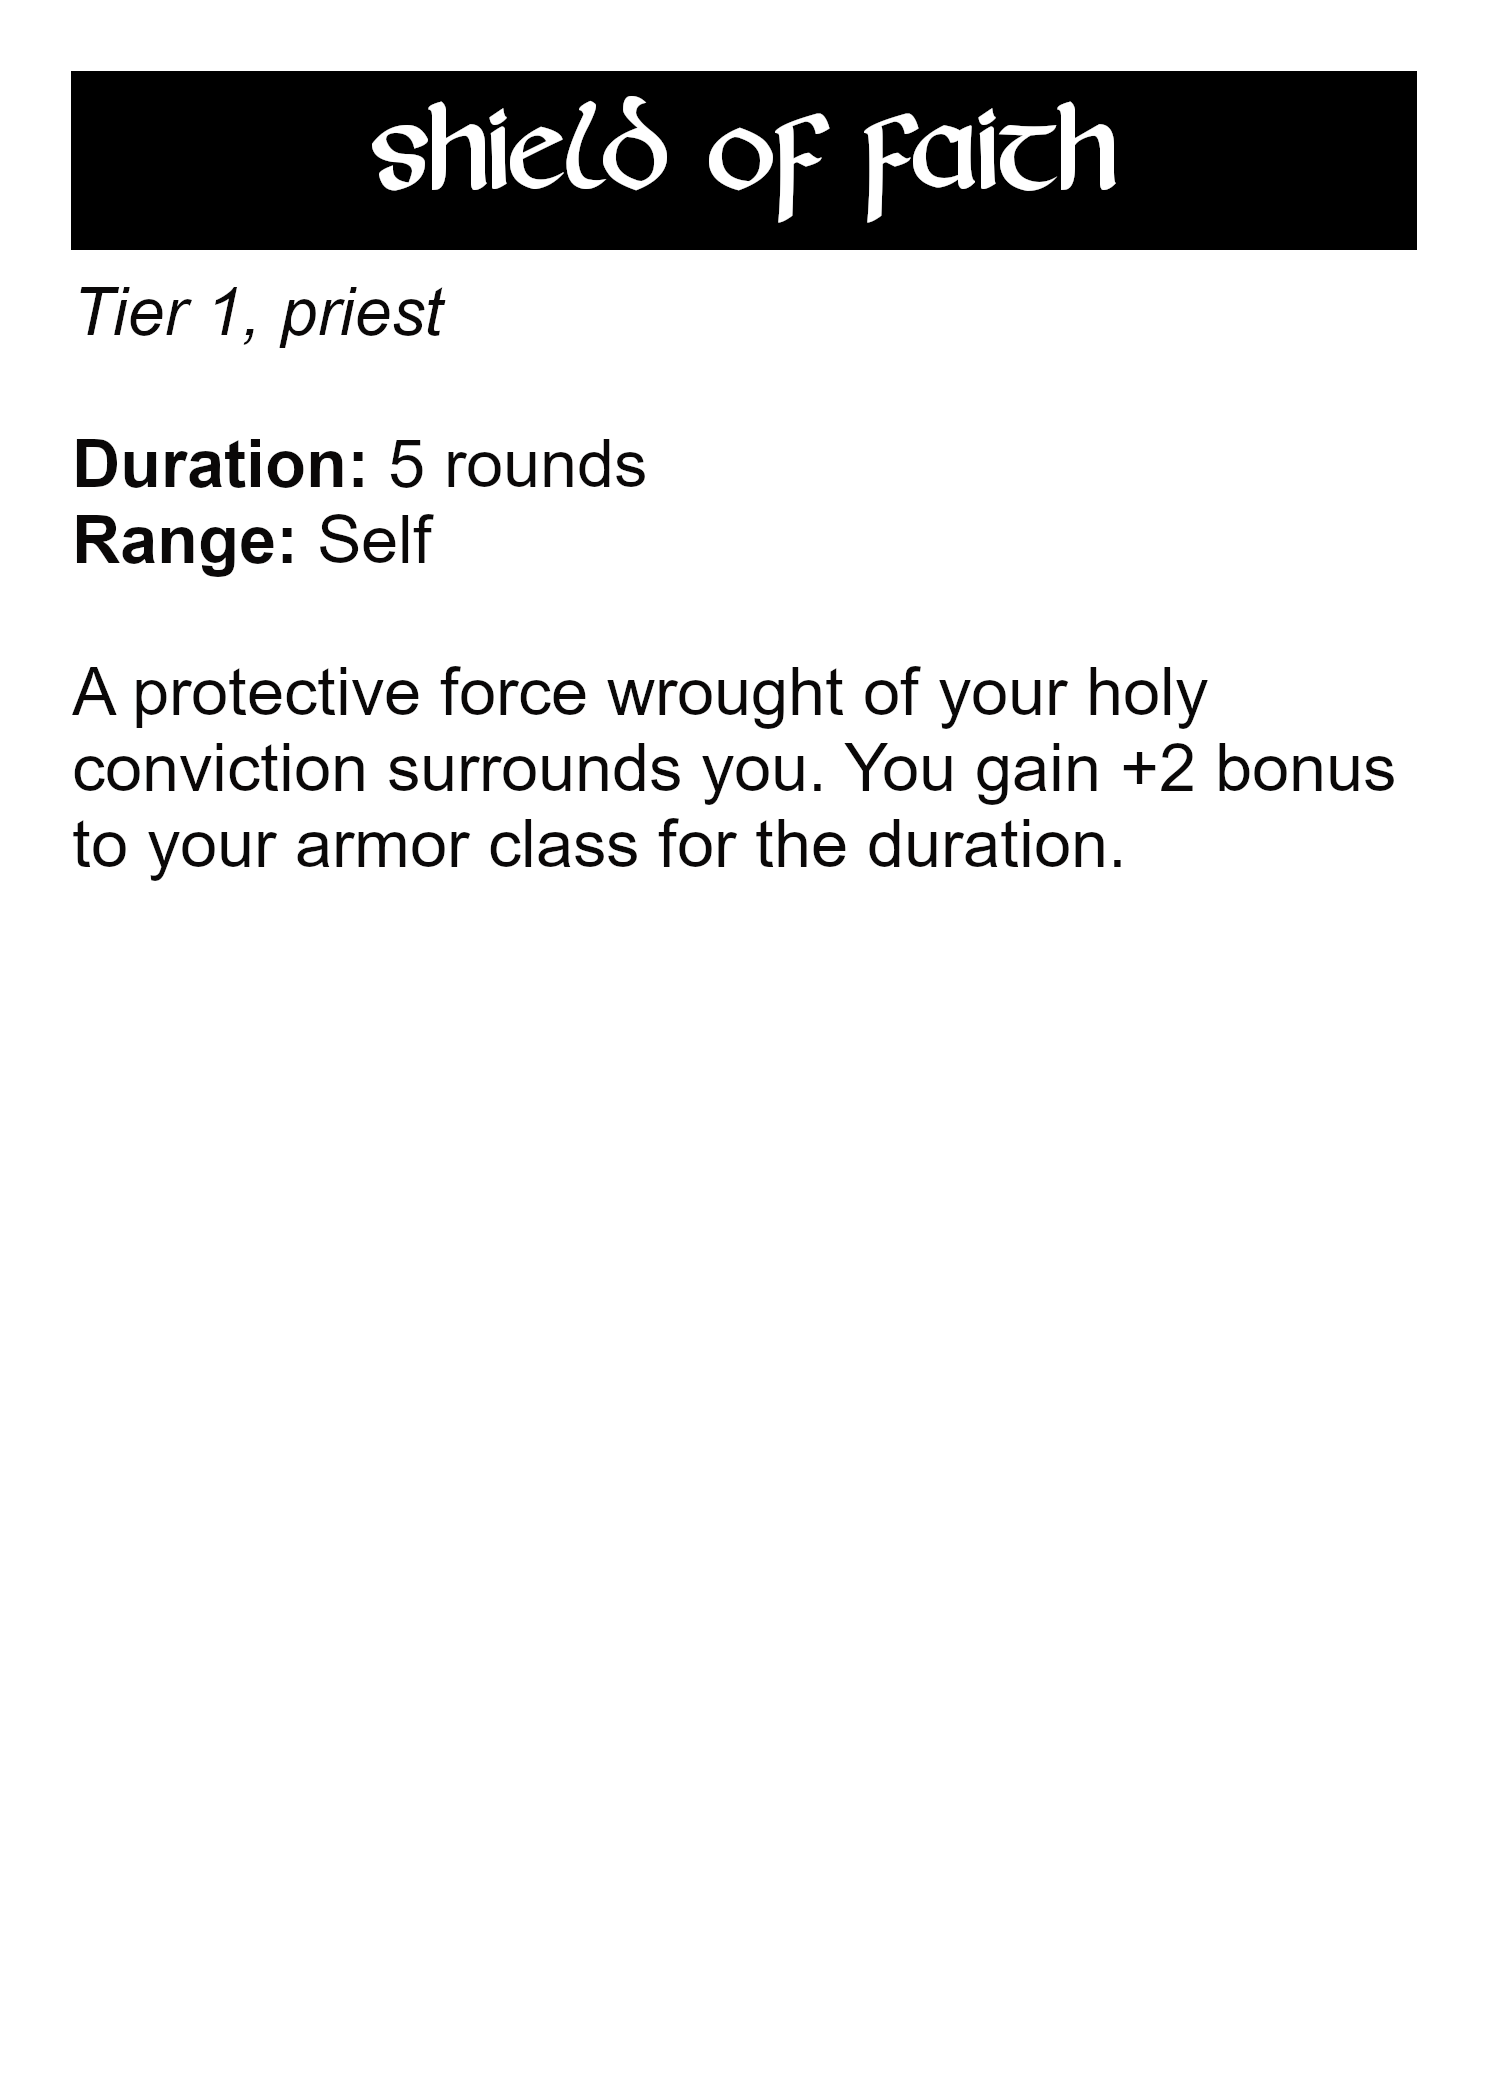 Shield of Faith
Tier 1, priest
Duration: 5 rounds
Range: Self
A protective force wrought of your holy
conviction surrounds you. You gain +2 bonus
to your armor class for the duration.